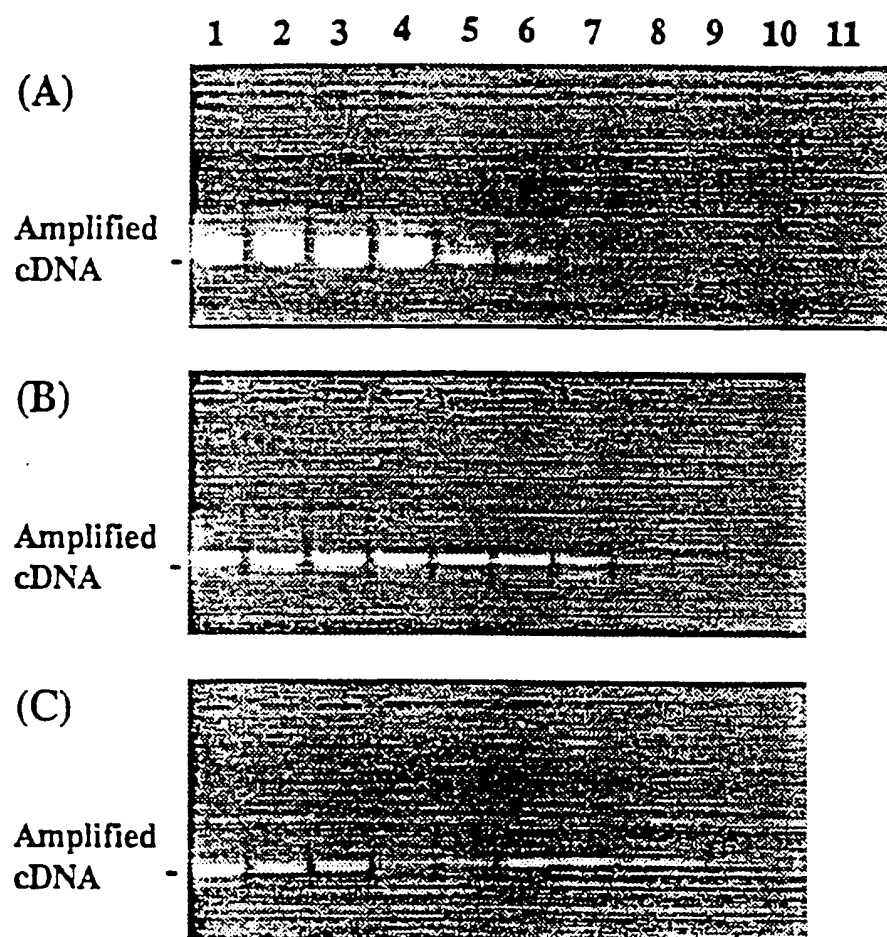 1 2 3 4 5 6 7 8 9 10 11
(A)
Amplified
cDNA
(B)
Amplified
cDNA
(C)
Amplified
cDNA